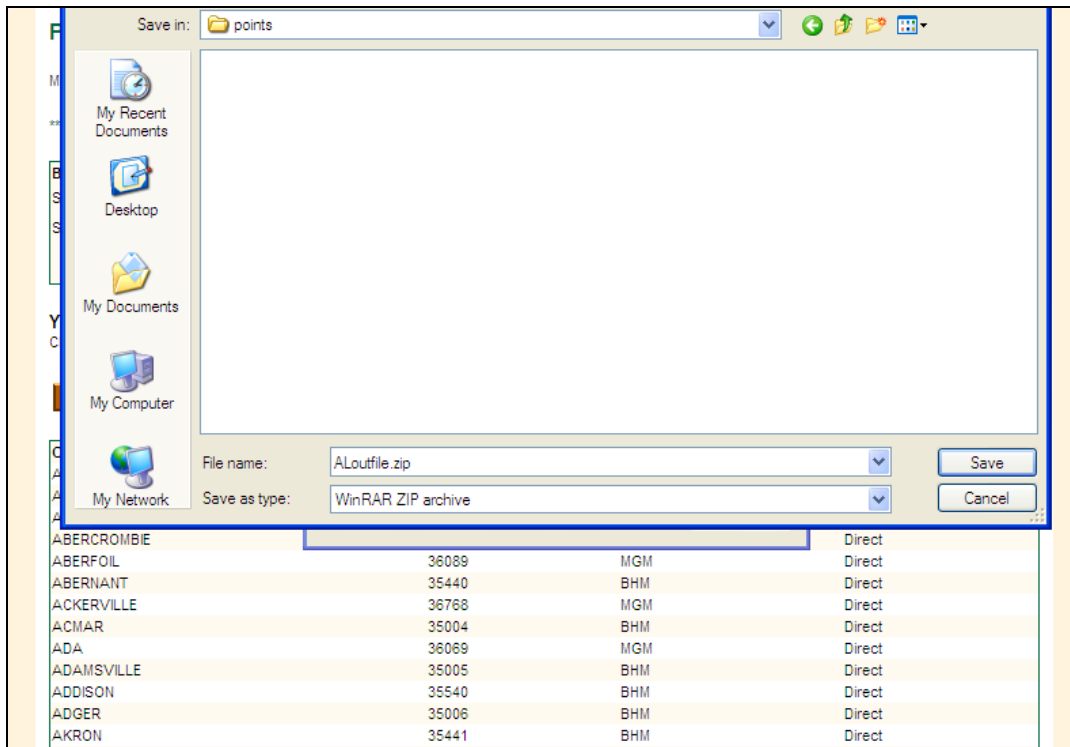 Save in: points
My Recent
Documents
Desktop
My Documents
My Computer
My Network
File name: ALoutfile.zip Save
Save as type: WinRAR ZIP archive Cancel
ABERCROMBIE Direct
ABERFOIL 36089 MGM Direct
ABERNANT 35440 BHM Direct
ACKERVILLE 36768 MGM Direct
ACMAR 35004 BHM Direct
ADA 36069 MGM Direct
ADAMSVILLE 35005 BHM Direct
ADDISON 35540 BHM Direct
ADGER 35006 BHM Direct
AKRON 35441 BHM Direct